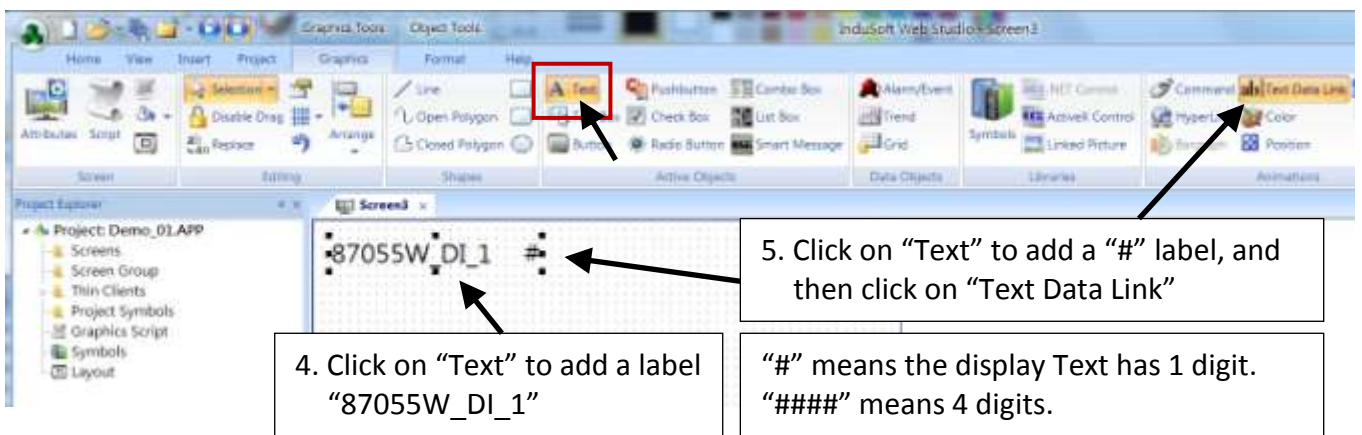 Graphics Tools Object Tools InduSoft Web Studio - Screen3
Home View Insert Project Graphics Format Help
Selection Line A Text Pushbutton Combo Box Alarm/Event .NET Control Command Text Data Link
Disable Drag Open Polygon Check Box List Box Trend ActiveX Control Color
Attributes Script Replace Arrange Closed Polygon Button Radio Button Smart Message Grid Symbols Linked Picture Position
Screen Editing Shapes Active Objects Data Objects Libraries Animations
Project Explorer Screen3
Project: Demo_01.APP
Screens
Screen Group
Thin Clients
Project Symbols
Graphics Script
Symbols
Layout
87055W_DI_1 #
5. Click on “Text” to add a “#” label, and
then click on “Text Data Link”
4. Click on “Text” to add a label
“87055W_DI_1”
“#” means the display Text has 1 digit.
“####” means 4 digits.